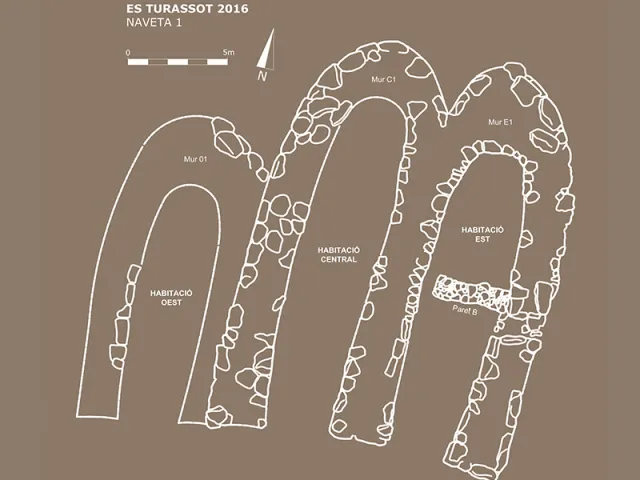 ES TURASSOT 2016
NAVETA 1
0 5m
N
Mur C1
Mur E1
Mur 01
HABITACIÓ
EST
HABITACIÓ
CENTRAL
HABITACIÓ
OEST
Paret B